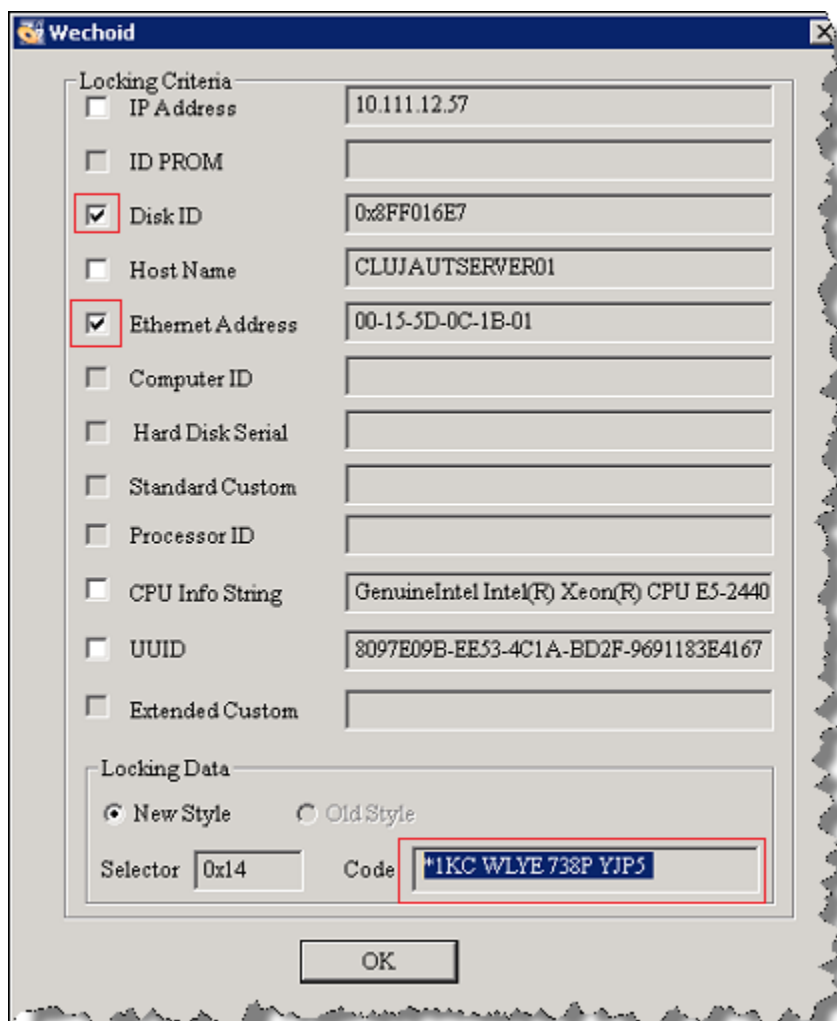 Wechoid
Locking Criteria
IP Address 10.111.12.57
ID PROM
Disk ID 0x8FF016E7
Host Name CLUJAUTSERVER01
Ethernet Address 00-15-5D-0C-1B-01
Computer ID
Hard Disk Serial
Standard Custom
Processor ID
CPU Info String GenuineIntel Intel(R) Xeon(R) CPU E5-2440
UUID 8097E09B-EE53-4C1A-BD2F-9691183E4167
Extended Custom
Locking Data
New Style Old Style
Selector 0x14 Code *1KC WLYE 738P YJP5
OK